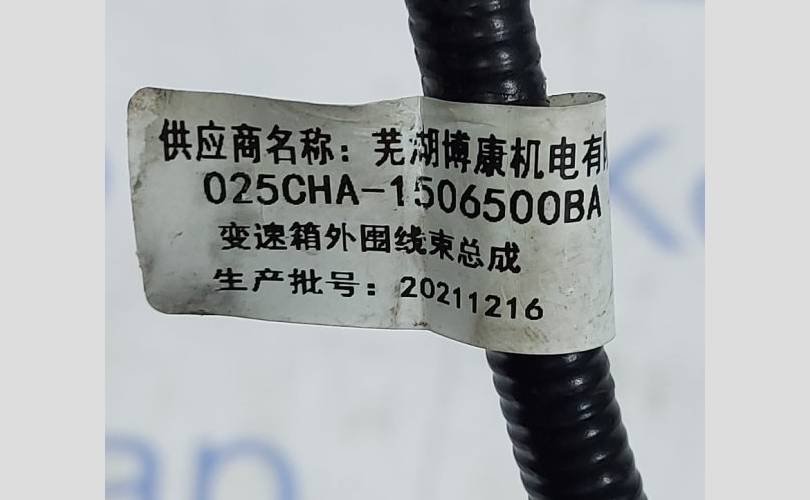 供应商名称：芜湖博康机电有
025CHA-1506500BA
变速箱外围线束总成
生产批号：20211216